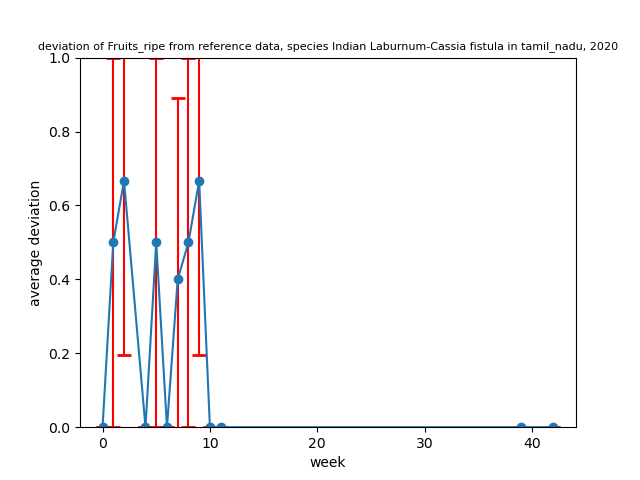 deviation of Fruits_ripe from reference data, species Indian Laburnum-Cassia fistula in tamil_nadu, 2020
1.0
0.8
0.6
0.4
0.2
0.0
average deviation
0 10 20 30 40
week